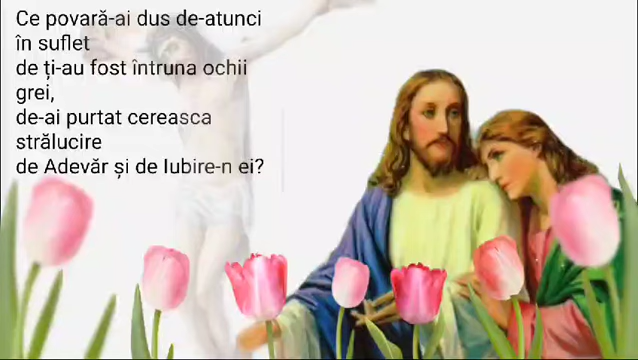 Ce povară-ai dus de-atunci
în suflet
de ți-au fost întruna ochii
grei,
de-ai purtat cereasca
strălucire
de Adevăr și de Iubire-n ei?